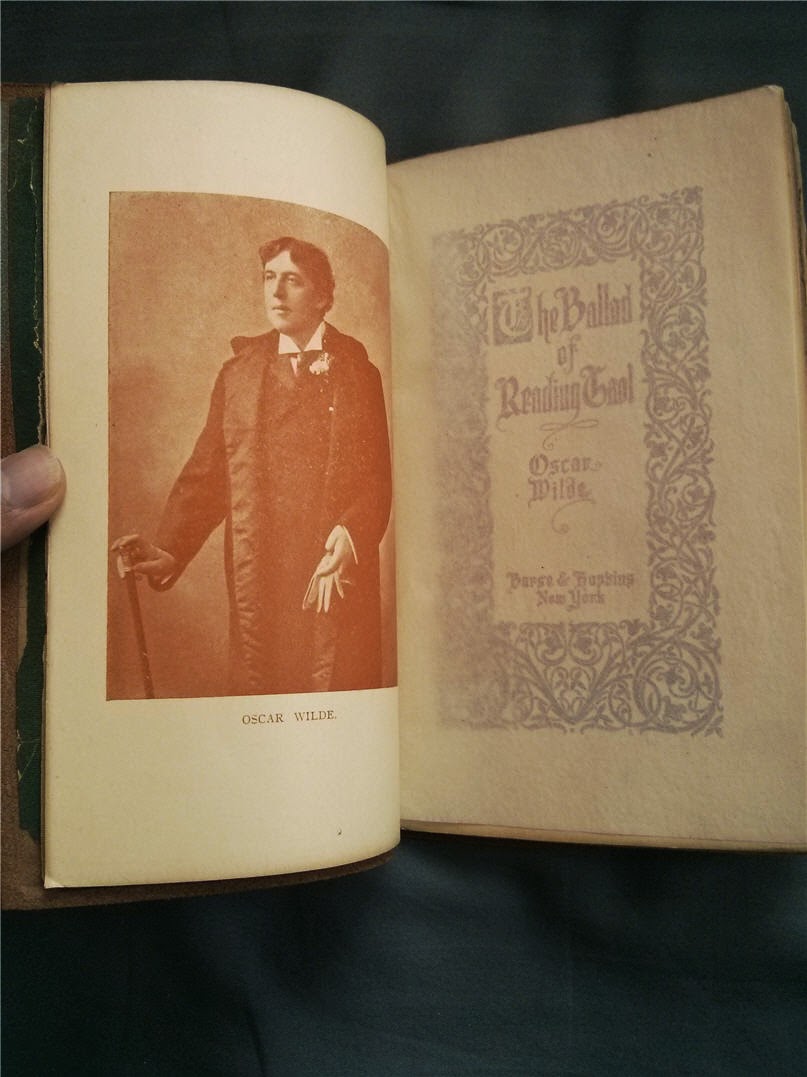 OSCAR WILDE.
The Ballad
of
Reading Gaol
Oscar
Wilde
Barse & Hopkins
New York